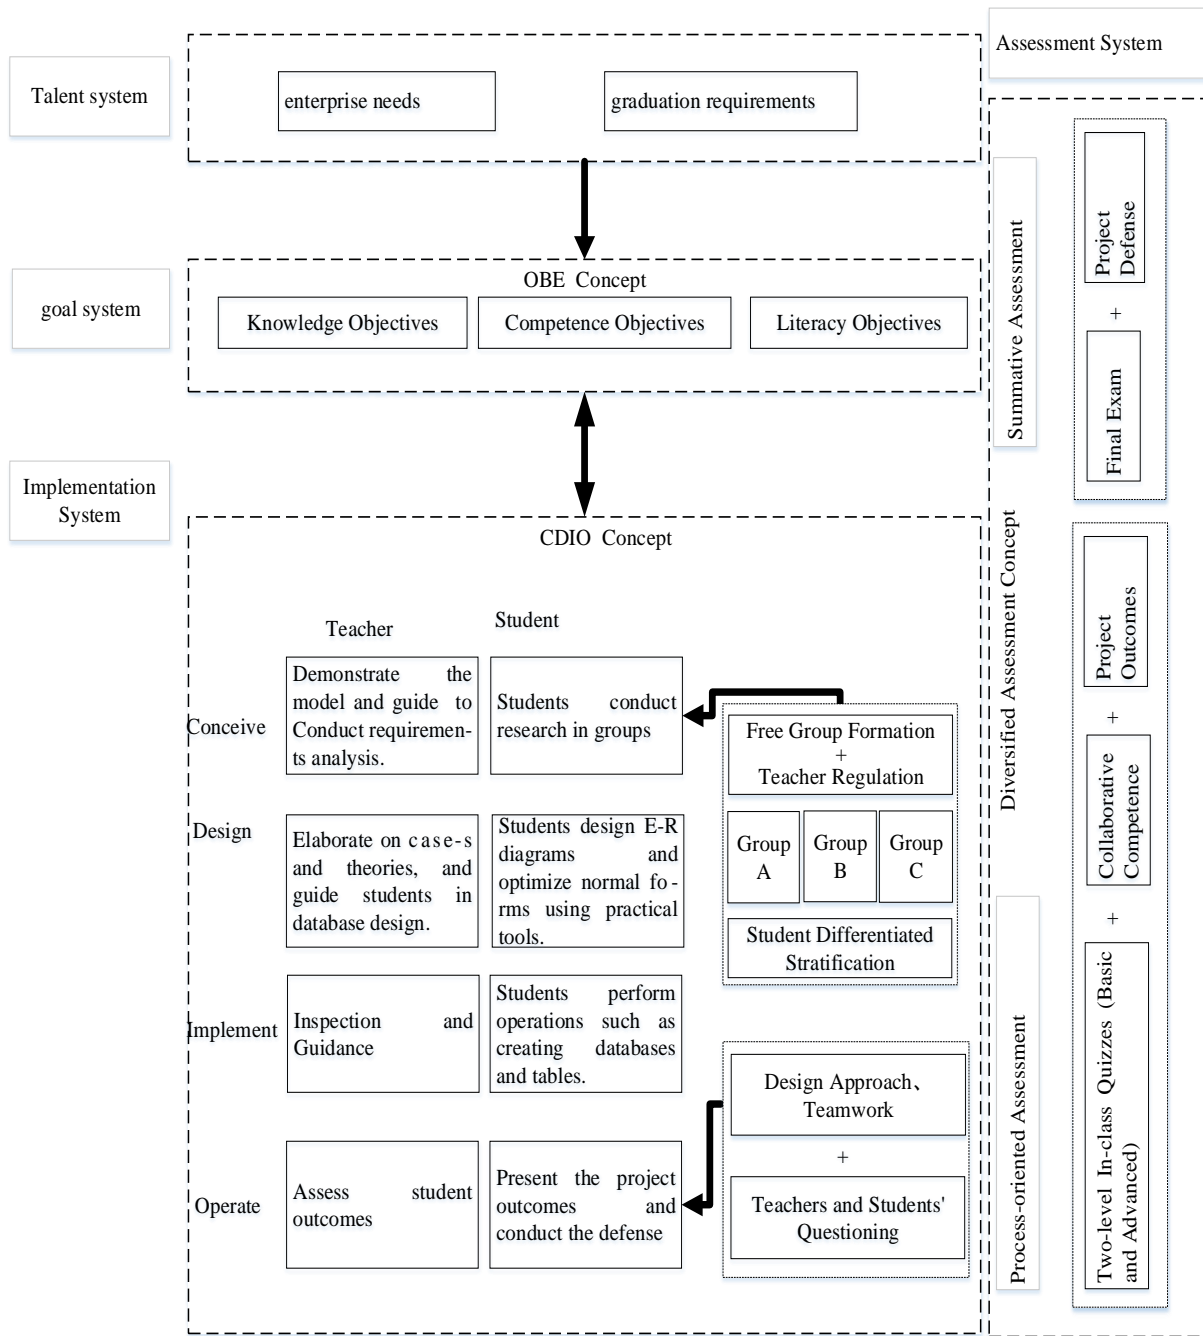 Assessment System
Talent system
enterprise needs
graduation requirements
goal system
OBE Concept
Knowledge Objectives
Competence Objectives
Literacy Objectives
Implementation
System
CDIO Concept
Teacher
Student
Conceive
Demonstrate the
model and guide to
Conduct requiremen-
ts analysis.
Students conduct
research in groups
Free Group Formation
+
Teacher Regulation
Group
A
Group
B
Group
C
Student Differentiated
Stratification
Design
Elaborate on case-s
and theories, and
guide students in
database design.
Students design E-R
diagrams and
optimize normal fo-
rms using practical
tools.
Implement
Inspection and
Guidance
Students perform
operations such as
creating databases
and tables.
Design Approach、
Teamwork
+
Teachers and Students'
Questioning
Operate
Assess student
outcomes
Present the project
outcomes and
conduct the defense
Summative Assessment
Diversified Assessment Concept
Process-oriented Assessment
Project
Defense
+
Final Exam
Project
Outcomes
+
Collaborative
Competence
+
Two-level In-class Quizzes (Basic
and Advanced)